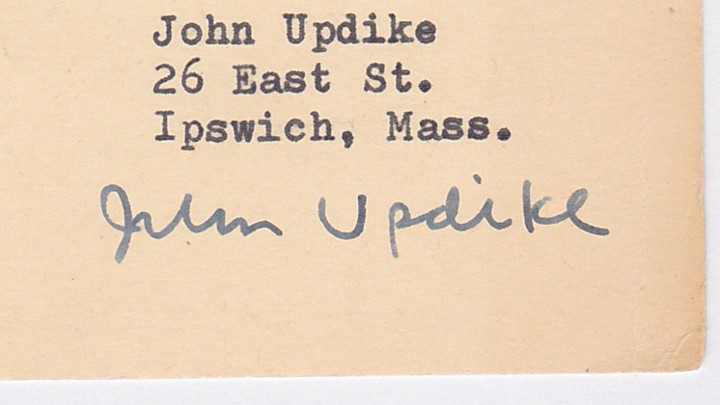 John Updike
26 East St.
Ipswich, Mass.
John Updike